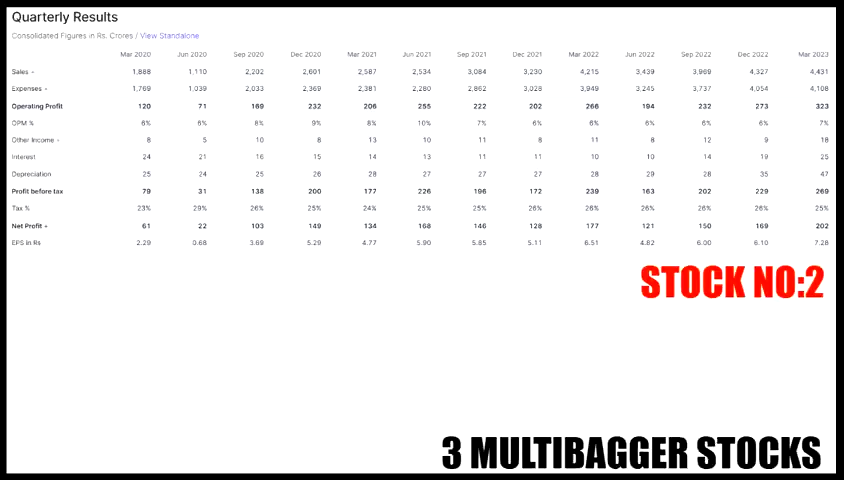 Quarterly Results
Consolidated Figures in Rs. Crores / View Standalone
Mar 2020 Jun 2020 Sep 2020 Dec 2020 Mar 2021 Jun 2021 Sep 2021 Dec 2021 Mar 2022 Jun 2022 Sep 2022 Dec 2022 Mar 2023
Sales + 1,888 1,110 2,202 2,601 2,587 2,534 3,084 3,230 4,215 3,439 3,969 4,327 4,431
Expenses + 1,769 1,039 2,033 2,369 2,381 2,280 2,862 3,028 3,949 3,245 3,737 4,054 4,108
Operating Profit 120 71 169 232 206 255 222 202 266 194 232 273 323
OPM % 6% 6% 8% 9% 8% 10% 7% 6% 6% 6% 6% 6% 7%
Other Income + 8 5 10 8 13 10 11 8 11 8 12 9 18
Interest 24 21 16 15 14 13 11 11 10 10 14 19 25
Depreciation 25 24 25 26 28 27 27 27 28 29 28 35 47
Profit before tax 79 31 138 200 177 226 196 172 239 163 202 229 269
Tax % 23% 29% 26% 25% 24% 25% 25% 26% 26% 26% 26% 26% 25%
Net Profit + 61 22 103 149 134 168 146 128 177 121 150 169 202
EPS in Rs 2.29 0.68 3.69 5.29 4.77 5.90 5.85 5.11 6.51 4.82 6.00 6.10 7.28
STOCK NO:2
3 MULTIBAGGER STOCKS